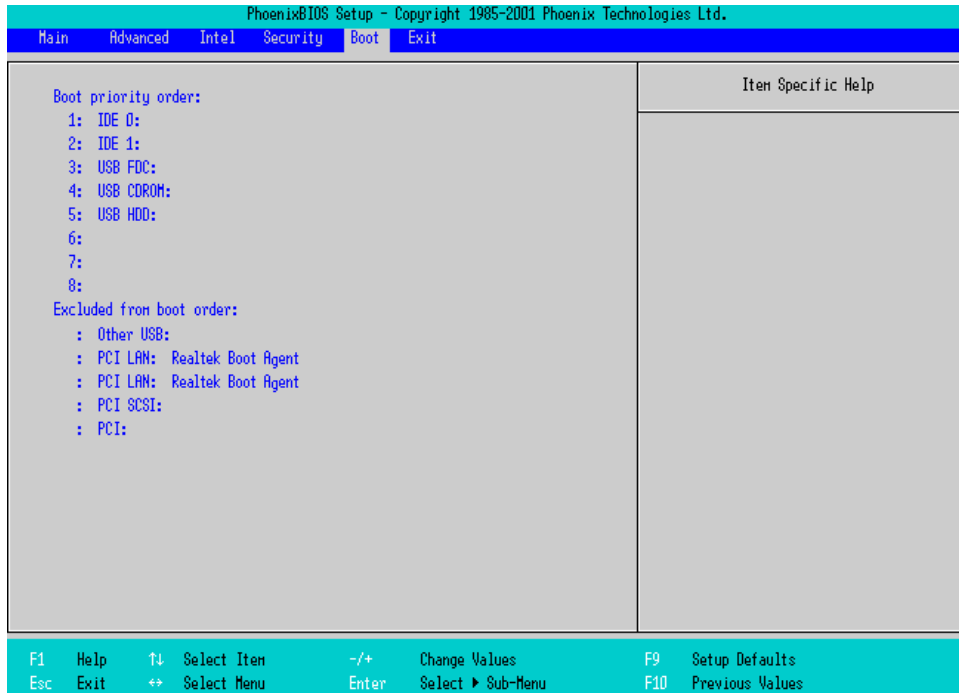 PhoenixBIOS Setup - Copyright 1985-2001 Phoenix Technologies Ltd.
Main Advanced Intel Security Boot Exit
Item Specific Help
Boot priority order:
1: IDE 0:
2: IDE 1:
3: USB FDC:
4: USB CDROM:
5: USB HDD:
6:
7:
8:
Excluded from boot order:
: Other USB:
: PCI LAN: Realtek Boot Agent
: PCI LAN: Realtek Boot Agent
: PCI SCSI:
: PCI:
F1 Help ↑↓ Select Item -/+ Change Values F9 Setup Defaults
Esc Exit ↔ Select Menu Enter Select ▶ Sub-Menu F10 Previous Values